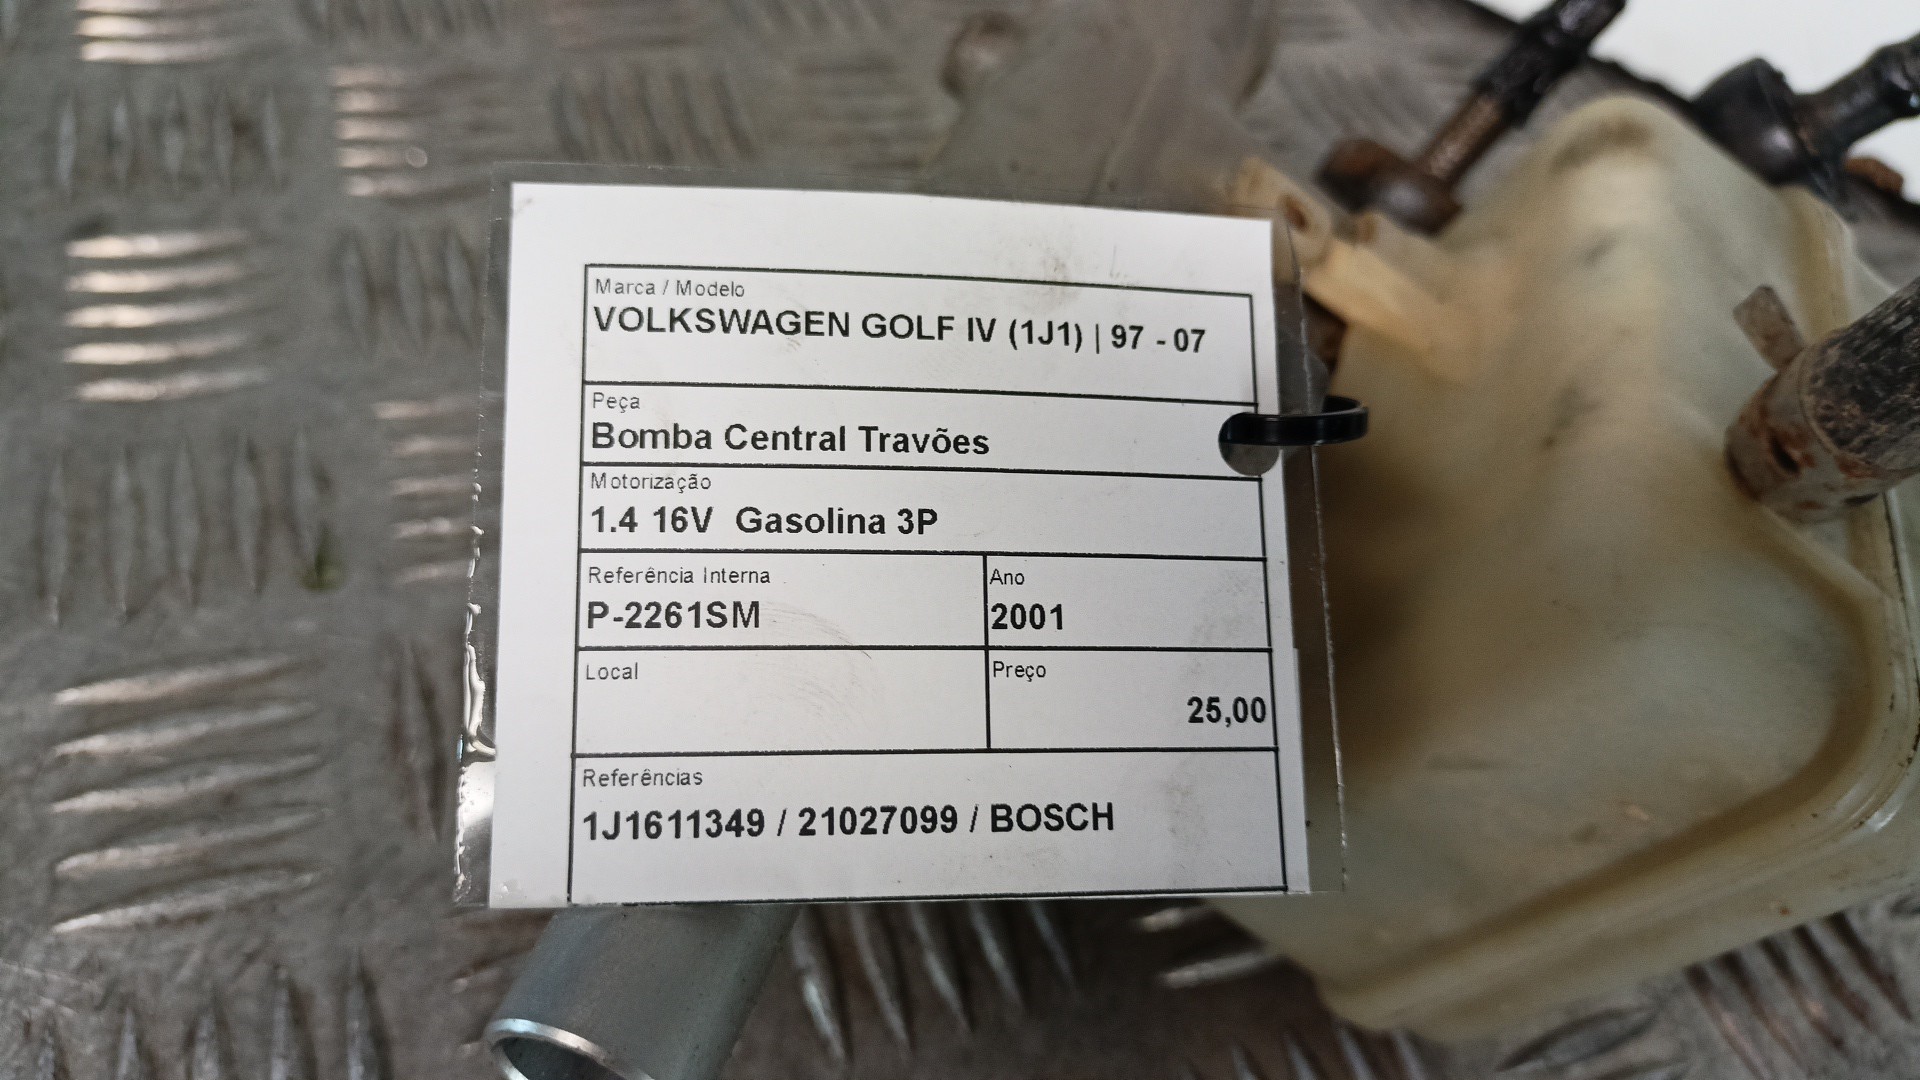 Marca / Modelo
VOLKSWAGEN GOLF IV (1J1) | 97 - 07
Peça
Bomba Central Travões
Motorização
1.4 16V Gasolina 3P
Referência Interna
P-2261SM
Ano
2001
Local
Preço
25,00
Referências
1J1611349 / 21027099 / BOSCH